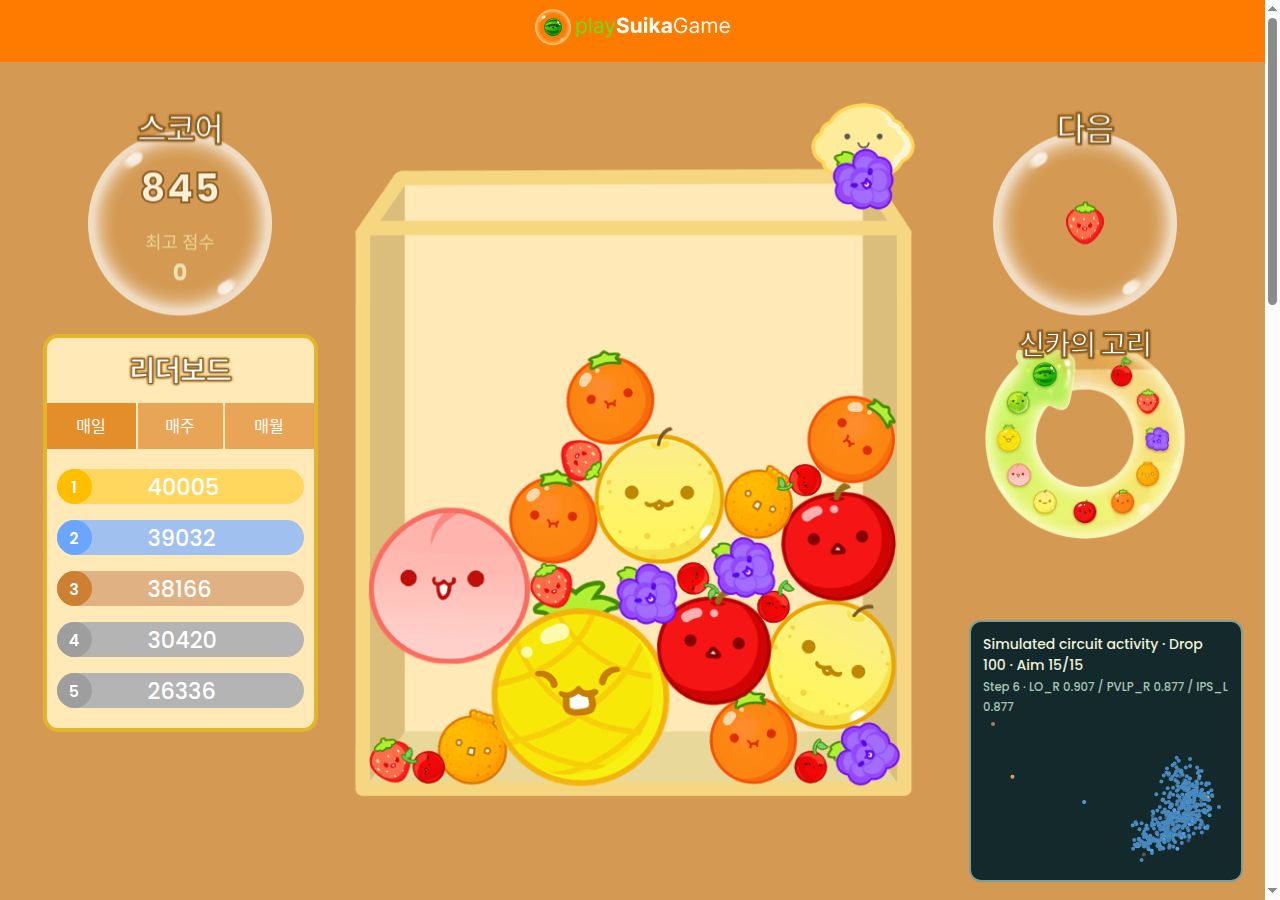 playSuikaGame
스코어
845
최고 점수
0
다음
리더보드
매일 매주 매월
1 40005
2 39032
3 38166
4 30420
5 26336
신카의 고리
Simulated circuit activity · Drop
100 · Aim 15/15
Step 6 · LO_R 0.907 / PVLP_R 0.877 / IPS_L
0.877